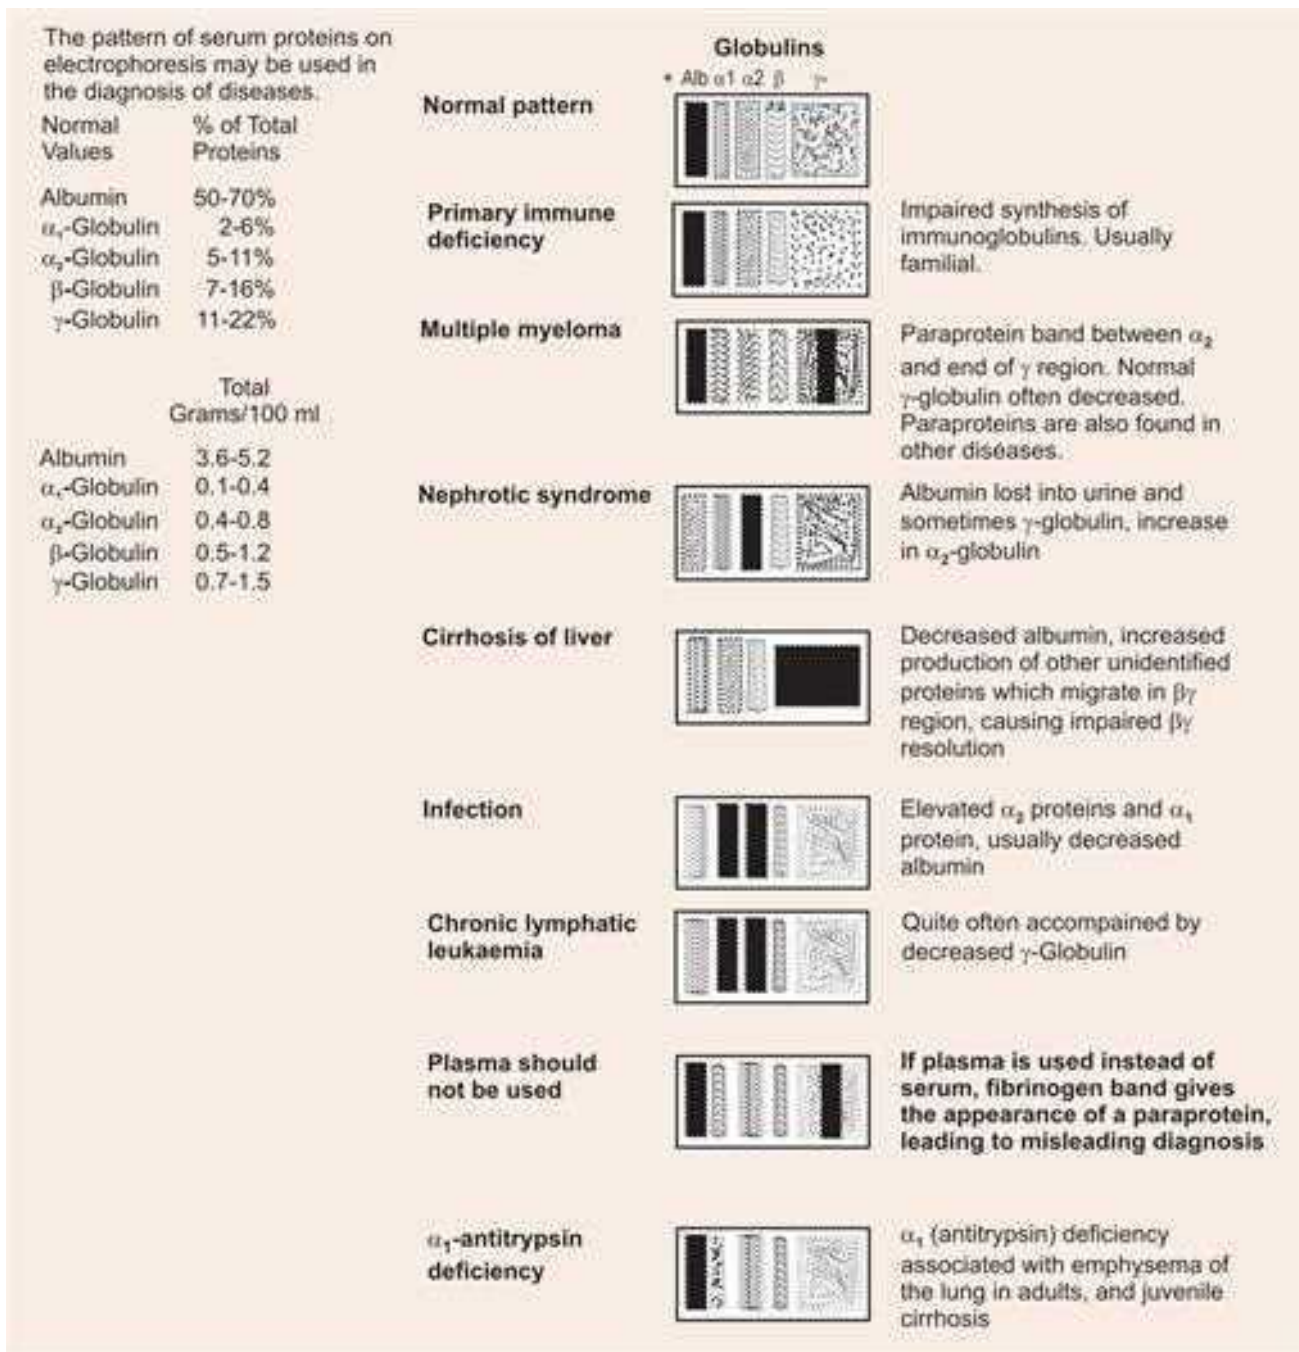 The pattern of serum proteins on
electrophoresis may be used in
the diagnosis of diseases.
Normal % of Total
Values Proteins
Albumin 50-70%
α₁-Globulin 2-6%
α₂-Globulin 5-11%
β-Globulin 7-16%
γ-Globulin 11-22%
Total
Grams/100 ml
Albumin 3.6-5.2
α₁-Globulin 0.1-0.4
α₂-Globulin 0.4-0.8
β-Globulin 0.5-1.2
γ-Globulin 0.7-1.5
Globulins
+ Alb α1 α2 β γ-
Normal pattern
Primary immune
deficiency
Impaired synthesis of
immunoglobulins. Usually
familial.
Multiple myeloma
Paraprotein band between α₂
and end of γ region. Normal
γ-globulin often decreased.
Paraproteins are also found in
other diseases.
Nephrotic syndrome
Albumin lost into urine and
sometimes γ-globulin, increase
in α₂-globulin
Cirrhosis of liver
Decreased albumin, increased
production of other unidentified
proteins which migrate in βγ
region, causing impaired βγ
resolution
Infection
Elevated α₂ proteins and α₁
protein, usually decreased
albumin
Chronic lymphatic
leukaemia
Quite often accompained by
decreased γ-Globulin
Plasma should
not be used
If plasma is used instead of
serum, fibrinogen band gives
the appearance of a paraprotein,
leading to misleading diagnosis
α₁-antitrypsin
deficiency
α₁ (antitrypsin) deficiency
associated with emphysema of
the lung in adults, and juvenile
cirrhosis